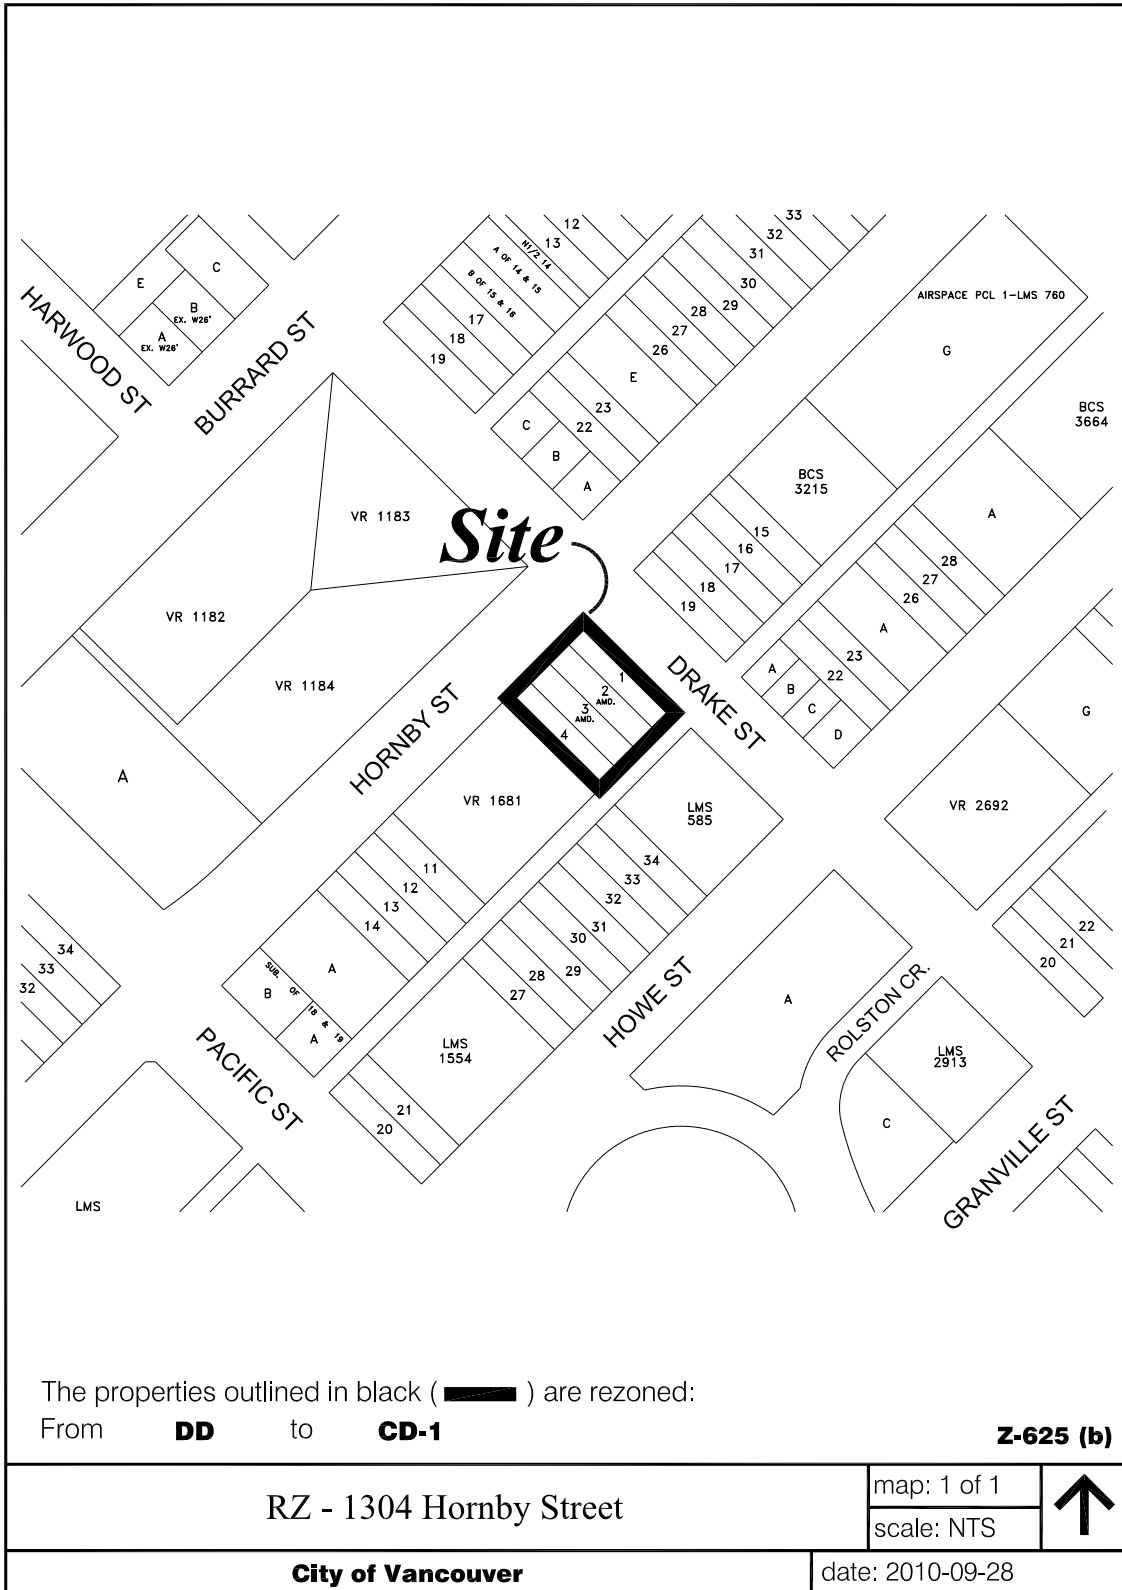 12
13
N1/2 14
A OF 14 & 15
B OF 15 & 16
17
18
19
33
32
31
30
29
28
27
26
E
23
22
C
B
A
C
E
B
EX. W26'
A
EX. W26'
HARWOOD ST
BURRARD ST
AIRSPACE PCL 1-LMS 760
G
BCS
3664
BCS
3215
A
15
16
17
18
19
28
27
26
A
23
22
A
B
C
D
VR 1183
Site
VR 1182
VR 1184
A
HORNBY ST
DRAKE ST
1
2
AMD.
3
AMD.
4
G
VR 2692
22
21
20
VR 1681
LMS
585
11
12
13
14
A
34
33
32
31
30
29
28
27
34
33
32
SUB. OF 18 & 19
B
A
LMS
1554
21
20
PACIFIC ST
HOWE ST
A
ROLSTON CR.
LMS
2913
C
GRANVILLE ST
LMS
The properties outlined in black ( ) are rezoned:
From DD to CD-1
Z-625 (b)
RZ - 1304 Hornby Street
map: 1 of 1
scale: NTS
City of Vancouver
date: 2010-09-28